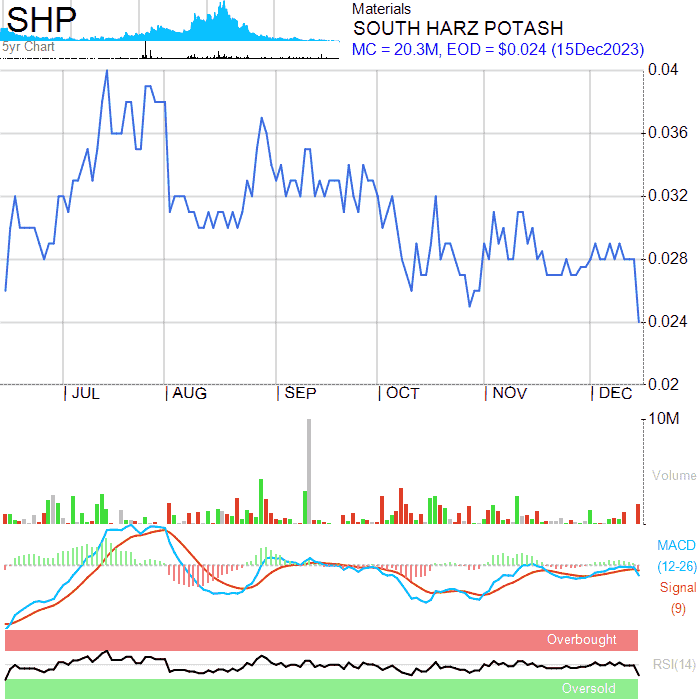 SHP
5yr Chart
Materials
SOUTH HARZ POTASH
MC = 20.3M, EOD = $0.024 (15Dec2023)
0.04
0.036
0.032
0.028
0.024
0.02
JUL AUG SEP OCT NOV DEC
10M
Volume
MACD
(12-26)
Signal
(9)
Overbought
RSI(14)
Oversold